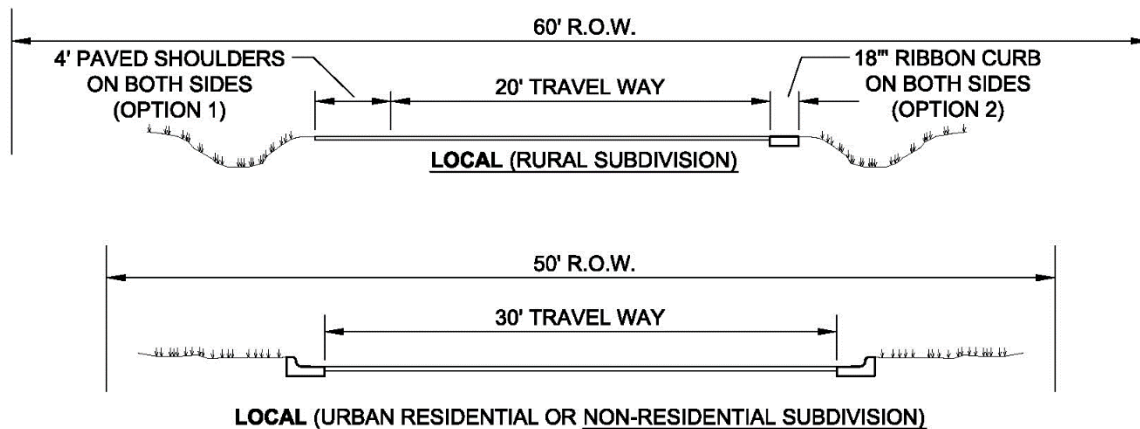 60' R.O.W.
4' PAVED SHOULDERS
ON BOTH SIDES
(OPTION 1)
20' TRAVEL WAY
18'" RIBBON CURB
ON BOTH SIDES
(OPTION 2)
LOCAL (RURAL SUBDIVISION)
50' R.O.W.
30' TRAVEL WAY
LOCAL (URBAN RESIDENTIAL OR NON-RESIDENTIAL SUBDIVISION)